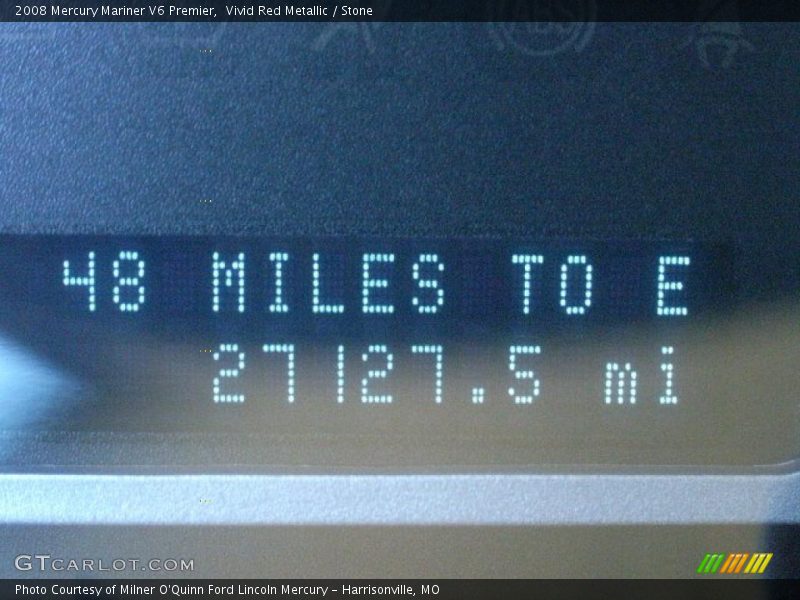 2008 Mercury Mariner V6 Premier,  Vivid Red Metallic / Stone
48 MILES TO E
27127.5 mi
GTCARLOT.COM
Photo Courtesy of Milner O'Quinn Ford Lincoln Mercury – Harrisonville, MO